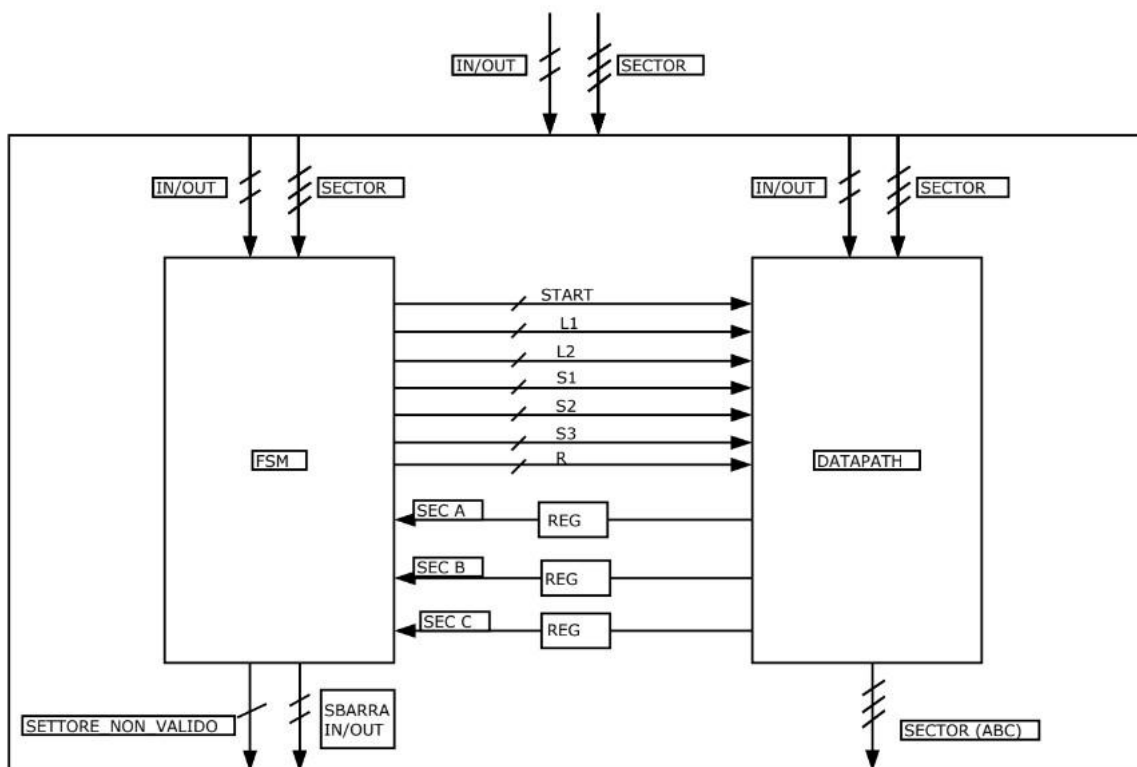 IN/OUT
SECTOR
IN/OUT
SECTOR
IN/OUT
SECTOR
START
L1
L2
S1
S2
S3
R
FSM
DATAPATH
SEC A
REG
SEC B
REG
SEC C
REG
SETTORE_NON_VALIDO
SBARRA
IN/OUT
SECTOR (ABC)